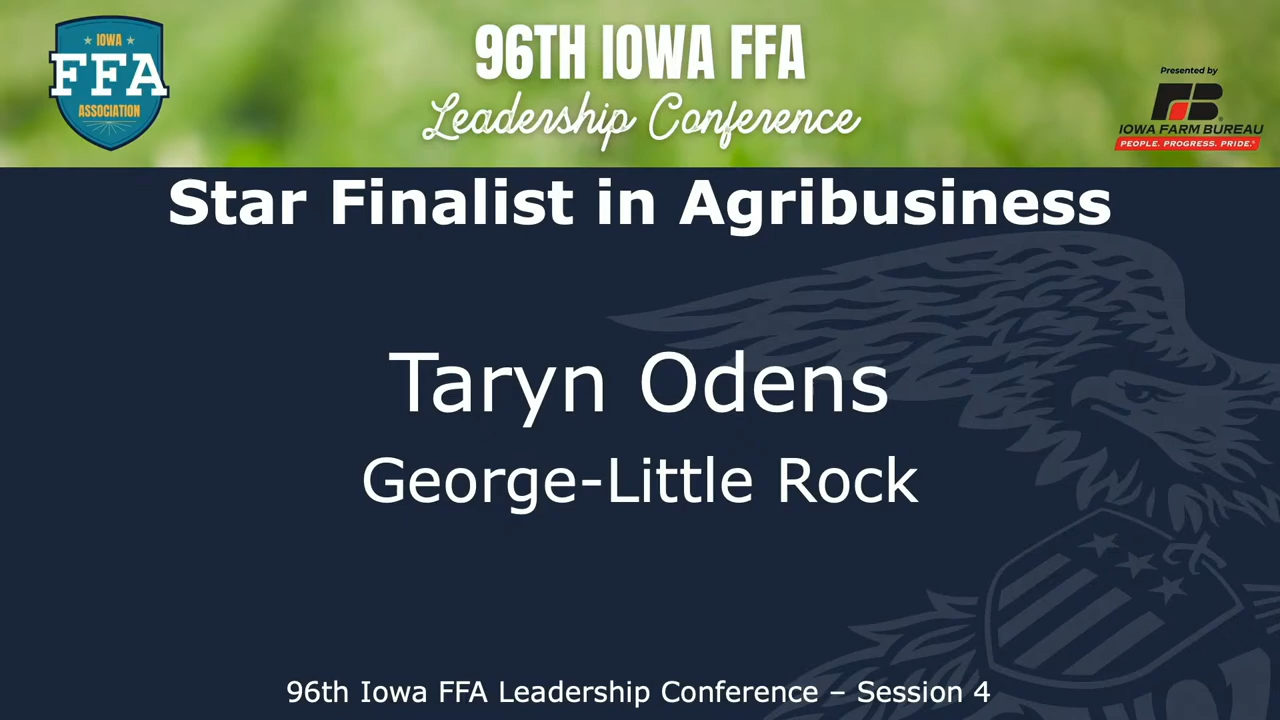 IOWA
FFA
ASSOCIATION
96TH IOWA FFA
Leadership Conference
Presented by
FB
IOWA FARM BUREAU
PEOPLE. PROGRESS. PRIDE.®
Star Finalist in Agribusiness
Taryn Odens
George-Little Rock
96th Iowa FFA Leadership Conference – Session 4